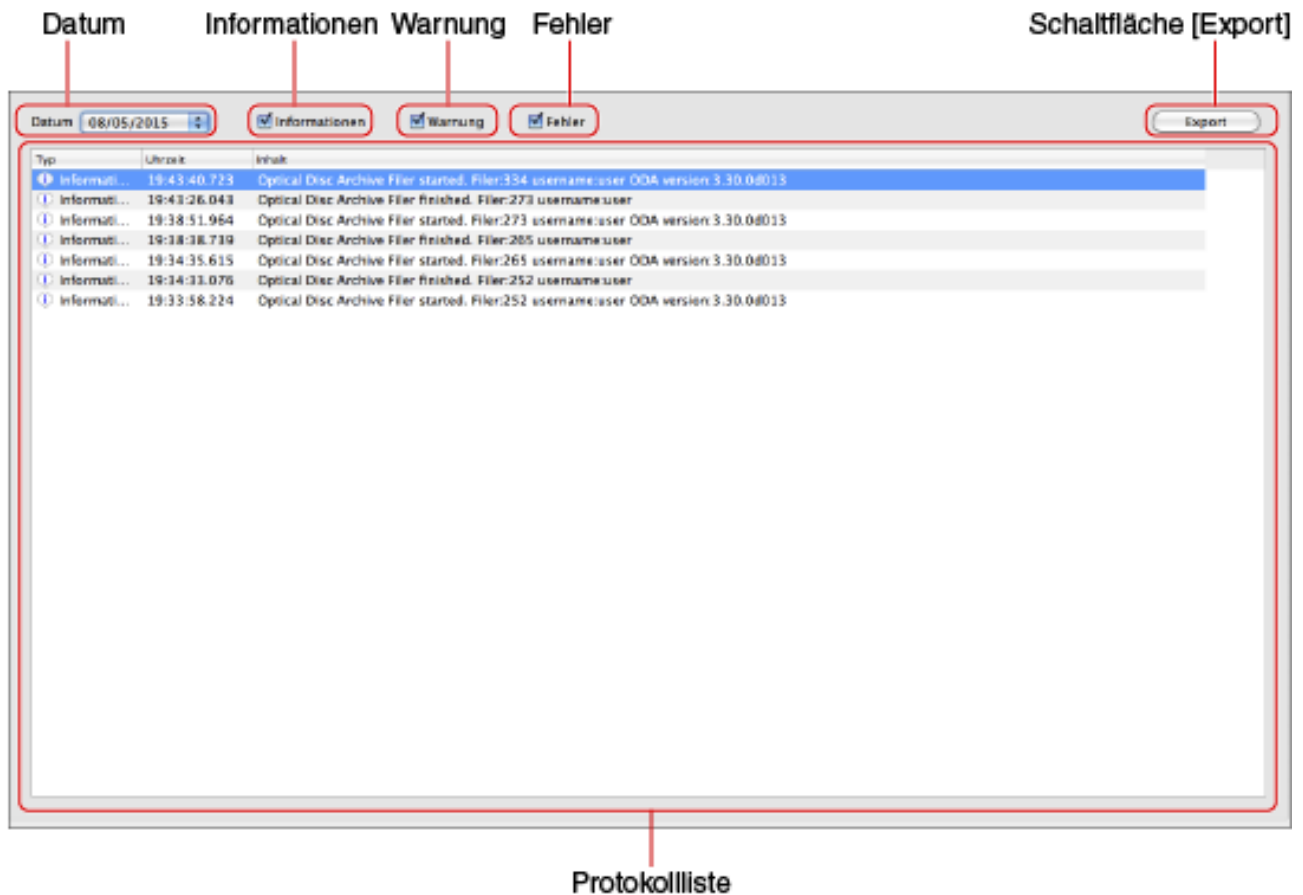 Datum Informationen Warnung Fehler Schaltfläche [Export]
Datum 08/05/2015 Informationen Warnung Fehler Export
Typ Uhrzeit Inhalt
Informati... 19:43:40.723 Optical Disc Archive Filer started. Filer:334 username:user ODA version:3.30.0d013
Informati... 19:43:26.043 Optical Disc Archive Filer finished. Filer:273 username:user
Informati... 19:38:51.964 Optical Disc Archive Filer started. Filer:273 username:user ODA version:3.30.0d013
Informati... 19:38:38.739 Optical Disc Archive Filer finished. Filer:265 username:user
Informati... 19:34:35.615 Optical Disc Archive Filer started. Filer:265 username:user ODA version:3.30.0d013
Informati... 19:34:33.076 Optical Disc Archive Filer finished. Filer:252 username:user
Informati... 19:33:58.224 Optical Disc Archive Filer started. Filer:252 username:user ODA version:3.30.0d013
Protokollliste